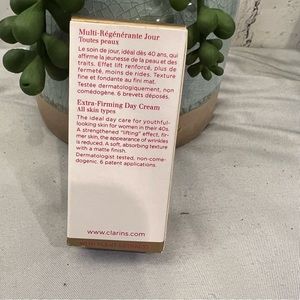 Multi-Régénérante Jour
Toutes peaux
Le soin de jour, idéal dès 40 ans, qui
affirme la jeunesse de la peau et des
traits. Effet lift renforcé, plus de
fermeté, moins de rides. Texture
fine et fondante au fini mat.
Testée dermatologiquement, non
comédogène. 6 brevets déposés.
Extra-Firming Day Cream
All skin types
The ideal day care for youthful-
looking skin for women in their 40s.
A strengthened "lifting" effect, fir-
mer skin, the appearance of wrinkles
is reduced. A soft, absorbing texture
with a matte finish.
Dermatologist tested, non-come-
dogenic. 6 patent applications.
www.clarins.com